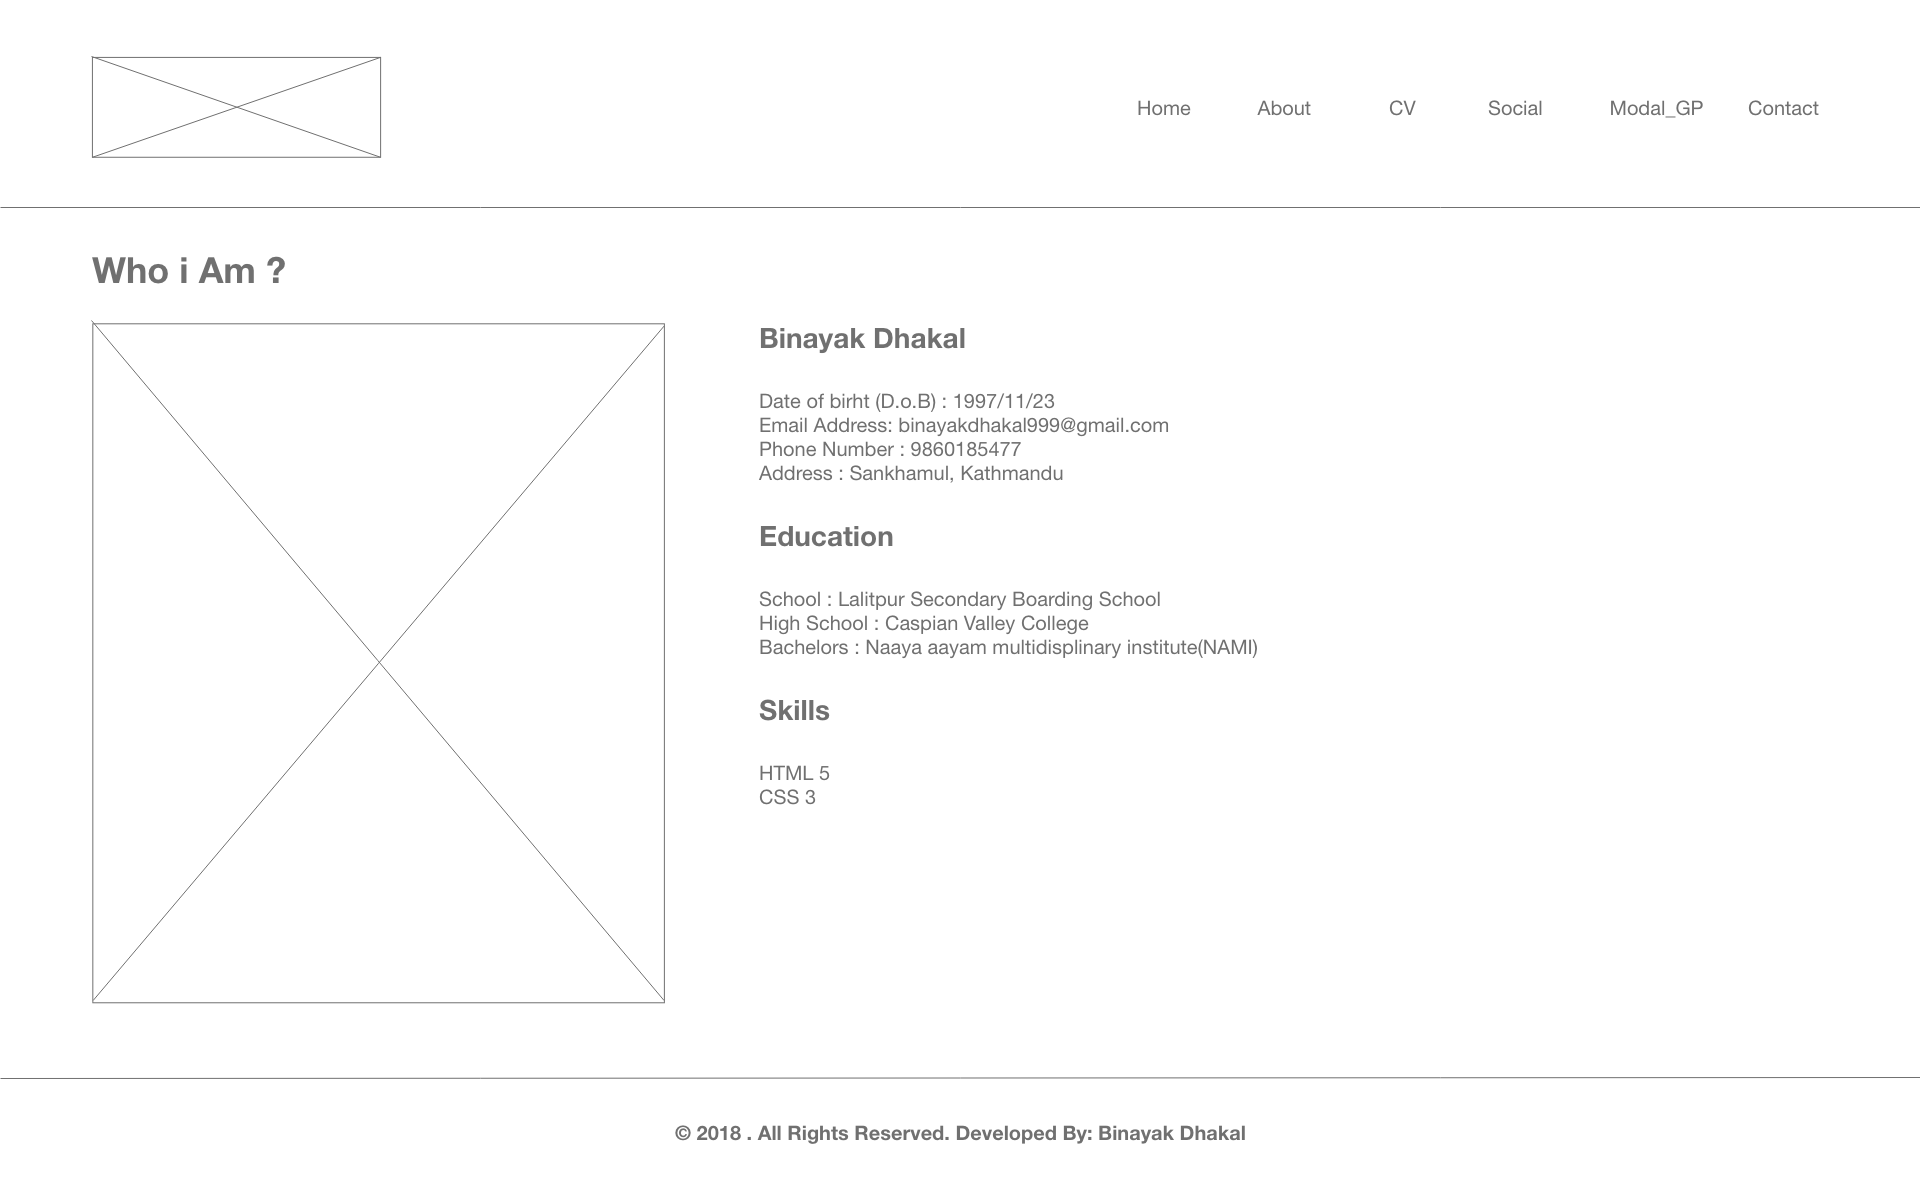 Home About CV Social Modal_GP Contact
Who i Am ?
Binayak Dhakal
Date of birht (D.o.B) : 1997/11/23
Email Address: binayakdhakal999@gmail.com
Phone Number : 9860185477
Address : Sankhamul, Kathmandu
Education
School : Lalitpur Secondary Boarding School
High School : Caspian Valley College
Bachelors : Naaya aayam multidisplinary institute(NAMI)
Skills
HTML 5
CSS 3
© 2018 . All Rights Reserved. Developed By: Binayak Dhakal